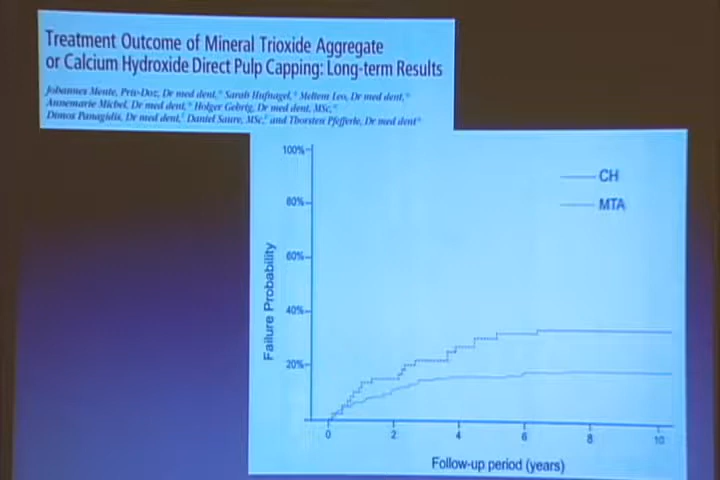 Treatment Outcome of Mineral Trioxide Aggregate
or Calcium Hydroxide Direct Pulp Capping: Long-term Results
Johannes Mente, Priv-Doz, Dr med dent,* Sarah Hufnagel,* Meltem Leo, Dr med dent,*
Annemarie Michel, Dr med dent,* Holger Gehrig, Dr med dent, MSc,*
Dimos Panagidis, Dr med dent, Daniel Saure, MSc, and Thorsten Pfefferle, Dr med dent*
100%
CH
80%
MTA
60%
Failure Probability
40%
20%
0 2 4 6 8 10
Follow-up period (years)